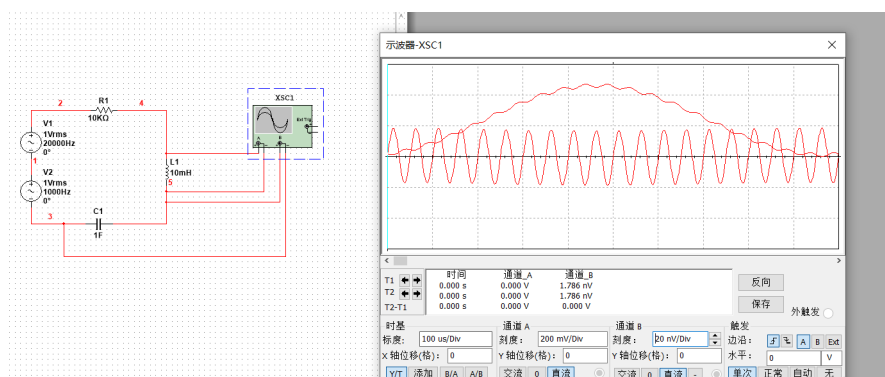 示波器-XSC1
XSC1
Ext Trig
A
B
2
R1
4
10KΩ
V1
1Vrms
20000Hz
0°
1
L1
10mH
5
V2
1Vrms
1000Hz
0°
3
C1
1F
时间 通道_A 通道_B
T1 0.000 s 0.000 V 1.786 nV
T2 0.000 s 0.000 V 1.786 nV
T2-T1 0.000 s 0.000 V 0.000 V
反向
保存
外触发
时基 通道 A 通道 B 触发
标度: 100 us/Div 刻度: 200 mV/Div 刻度: 20 nV/Div 边沿: A B Ext
X 轴位移(格): 0 Y 轴位移(格): 0 Y 轴位移(格): 0 水平: 0 V
Y/T 添加 B/A A/B 交流 0 直流 交流 0 直流 - 单次 正常 自动 无